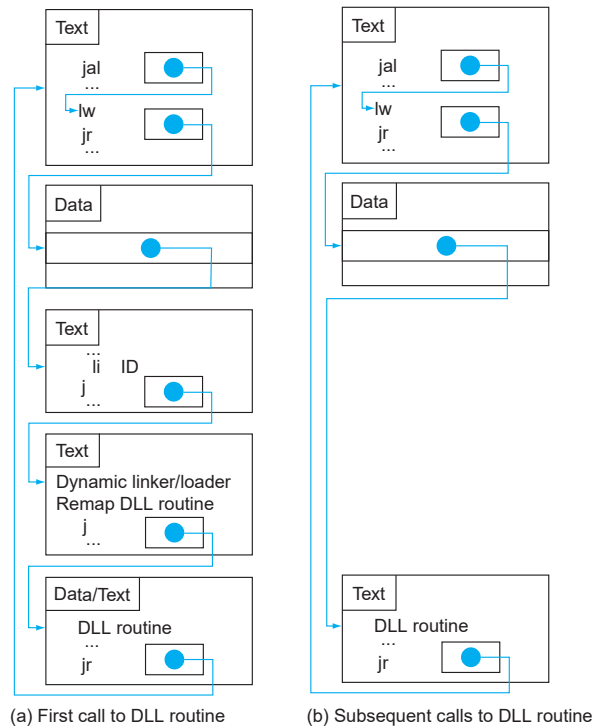 Text
jal
...
lw
jr
...
Data
Text
...
li ID
j
...
Text
Dynamic linker/loader
Remap DLL routine
j
...
Data/Text
DLL routine
...
jr
(a) First call to DLL routine
Text
jal
...
lw
jr
...
Data
Text
DLL routine
...
jr
(b) Subsequent calls to DLL routine